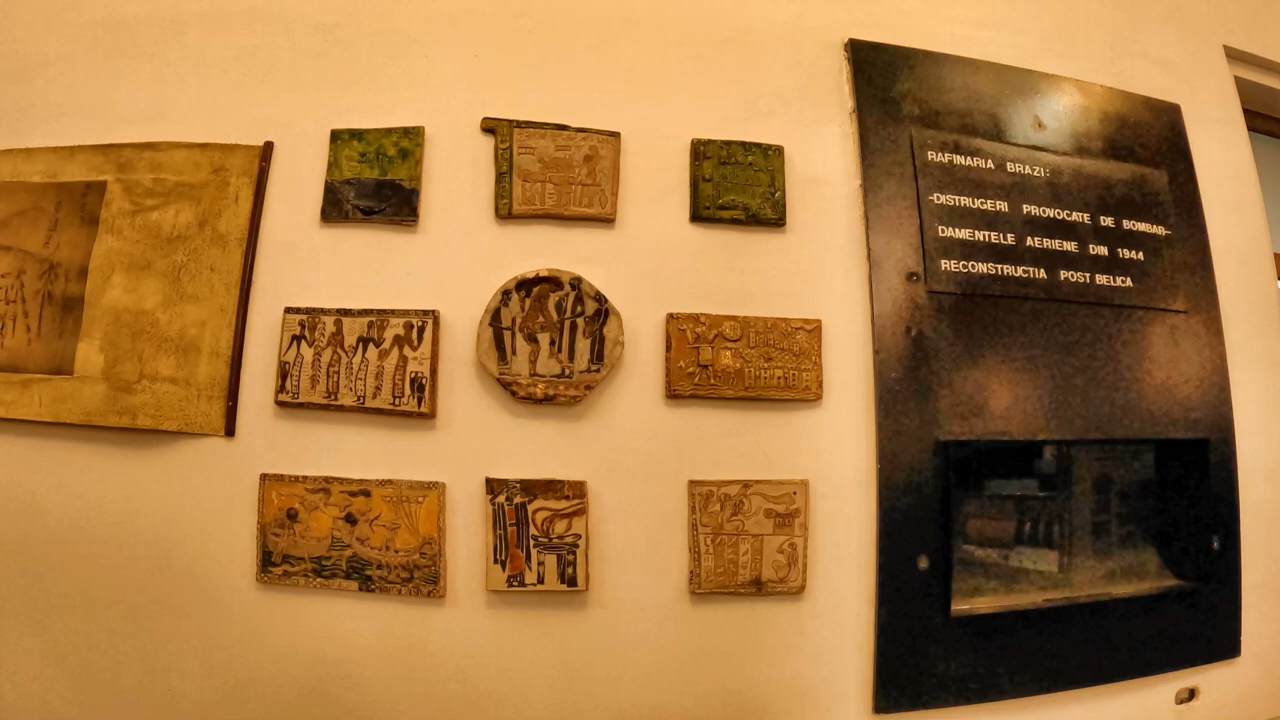 RAFINARIA BRAZI:
-DISTRUGERI PROVOCATE DE BOMBAR-
DAMENTELE AERIENE DIN 1944
RECONSTRUCTIA POST BELICA